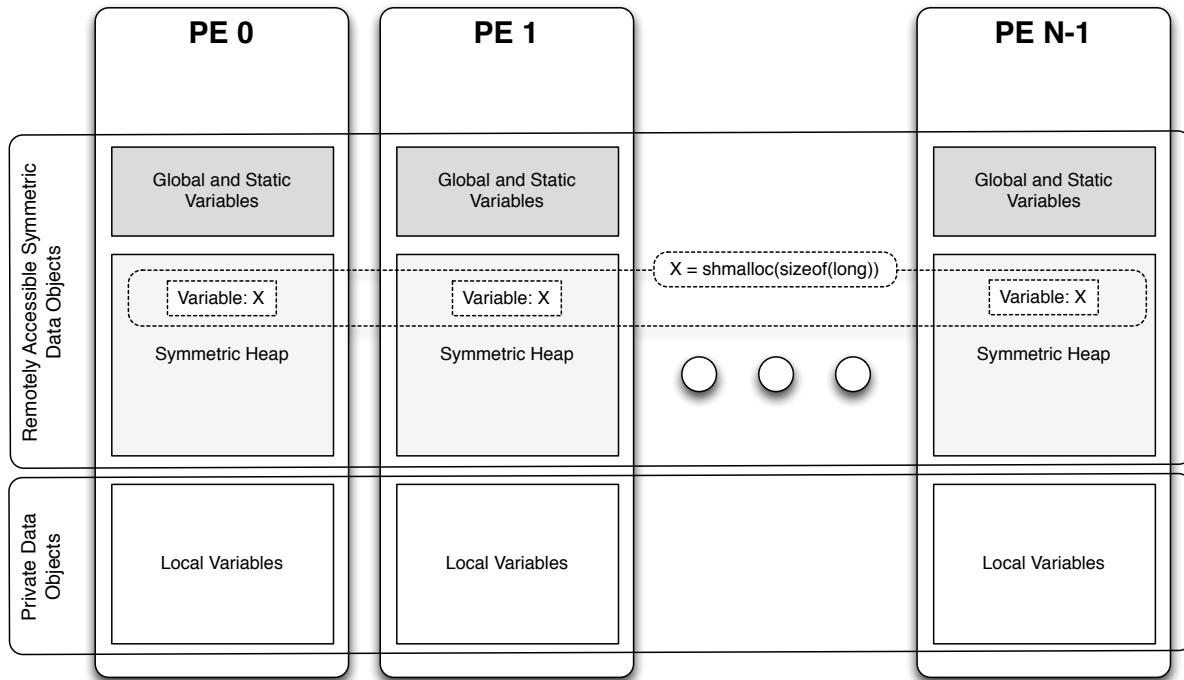 PE 0
PE 1
PE N-1
Remotely Accessible Symmetric
Data Objects
Global and Static
Variables
Global and Static
Variables
Global and Static
Variables
X = shmalloc(sizeof(long))
Variable: X
Variable: X
Variable: X
Symmetric Heap
Symmetric Heap
Symmetric Heap
Private Data
Objects
Local Variables
Local Variables
Local Variables